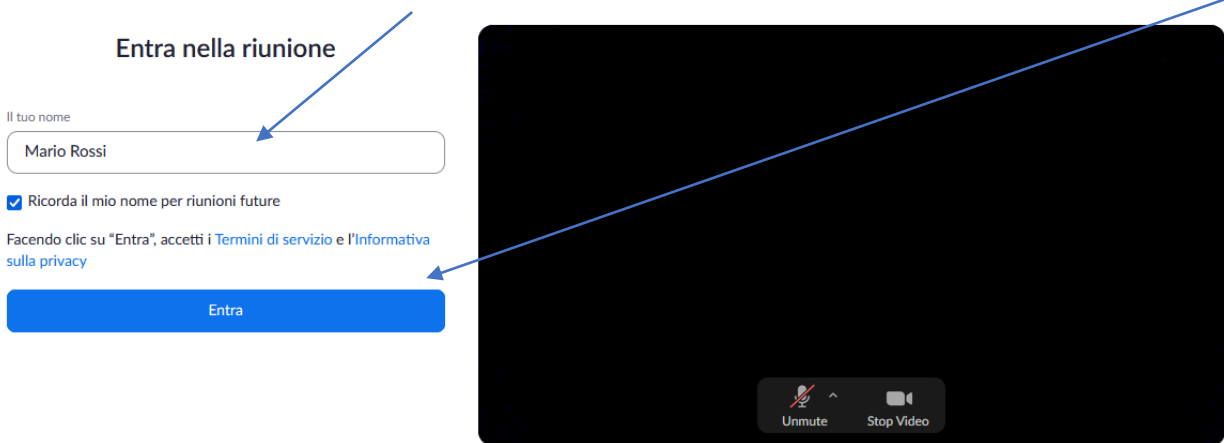 Entra nella riunione
Il tuo nome
Mario Rossi
Ricorda il mio nome per riunioni future
Facendo clic su “Entra”, accetti i Termini di servizio e l’Informativa
sulla privacy
Entra
Unmute
Stop Video